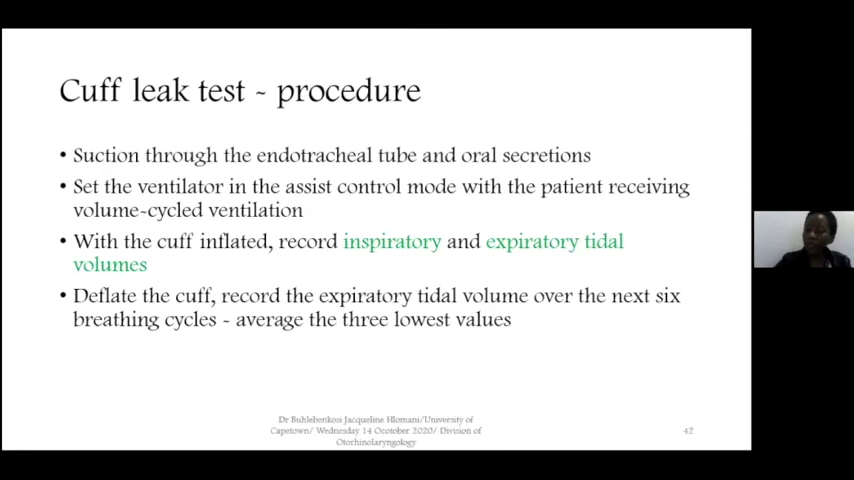 Cuff leak test - procedure
• Suction through the endotracheal tube and oral secretions
• Set the ventilator in the assist control mode with the patient receiving
volume-cycled ventilation
• With the cuff inflated, record inspiratory and expiratory tidal
volumes
• Deflate the cuff, record the expiratory tidal volume over the next six
breathing cycles - average the three lowest values
Dr Buhlebenkosi Jacqueline Hlomani/University of
Capetown/ Wednesday 14 Ocotober 2020/ Division of
Otorhinolaryngology
42